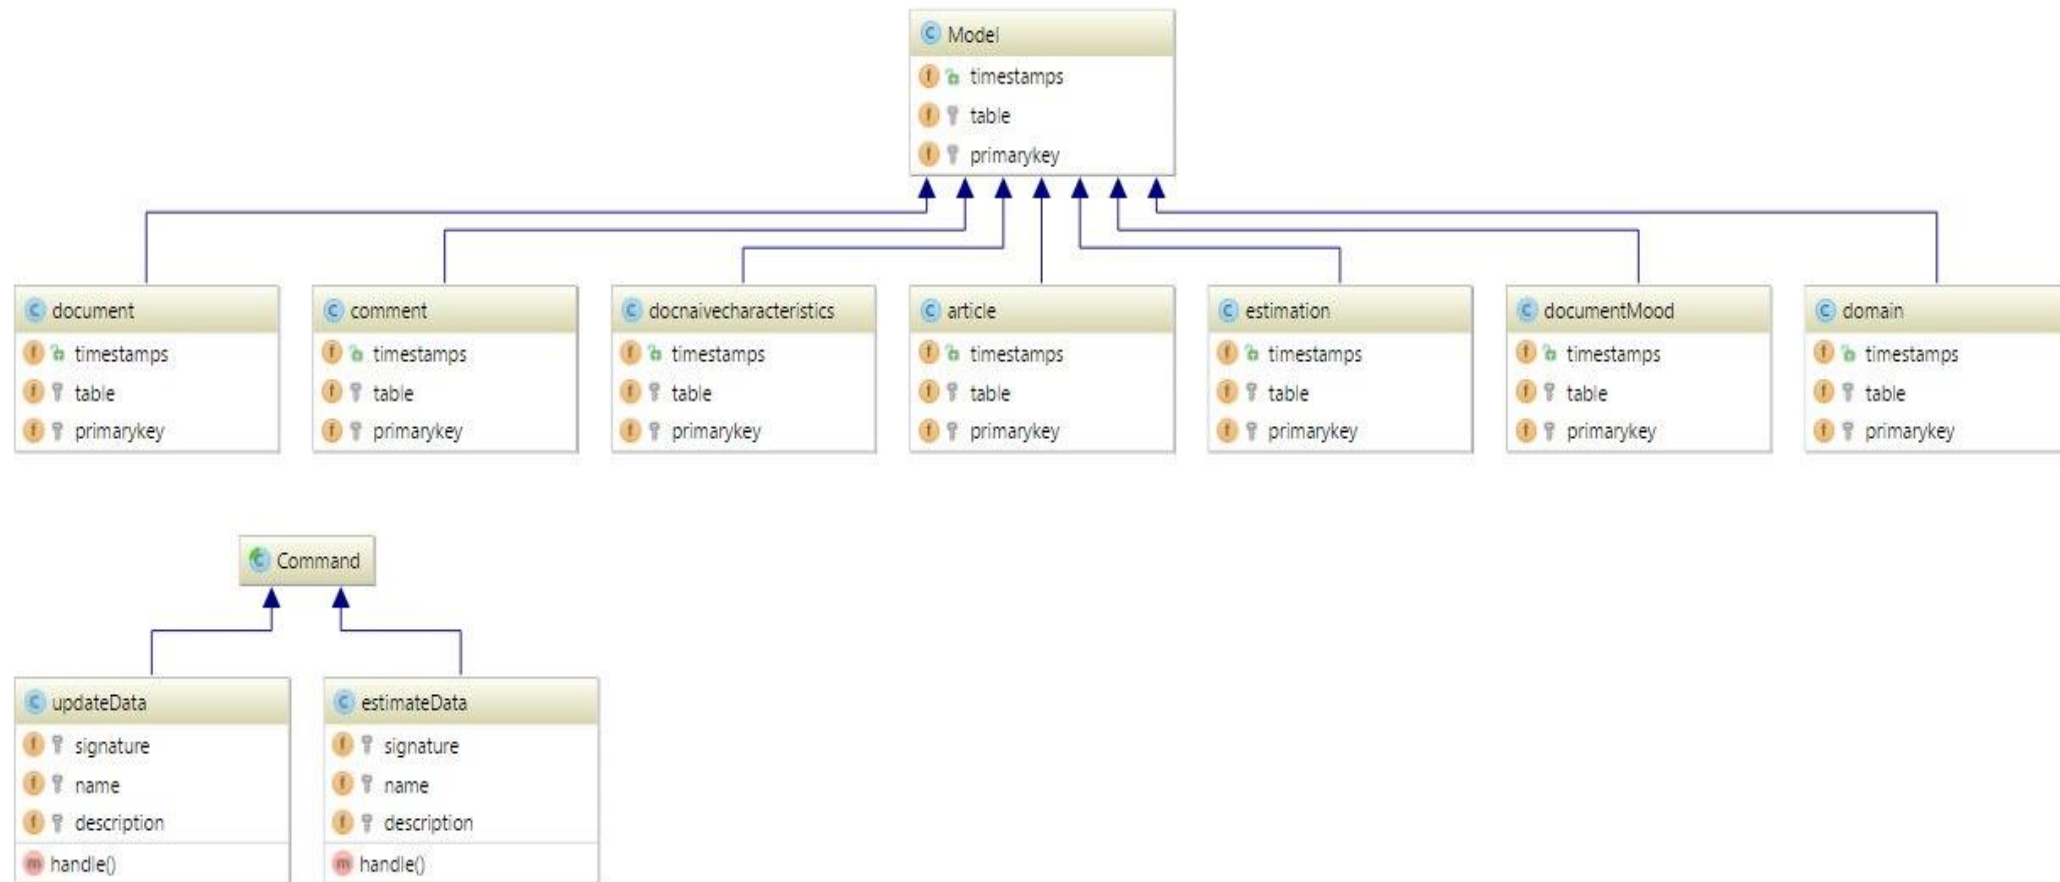 Model
timestamps
table
primarykey
document
timestamps
table
primarykey
comment
timestamps
table
primarykey
docnaivecharacteristics
timestamps
table
primarykey
article
timestamps
table
primarykey
estimation
timestamps
table
primarykey
documentMood
timestamps
table
primarykey
domain
timestamps
table
primarykey
Command
updateData
signature
name
description
handle()
estimateData
signature
name
description
handle()